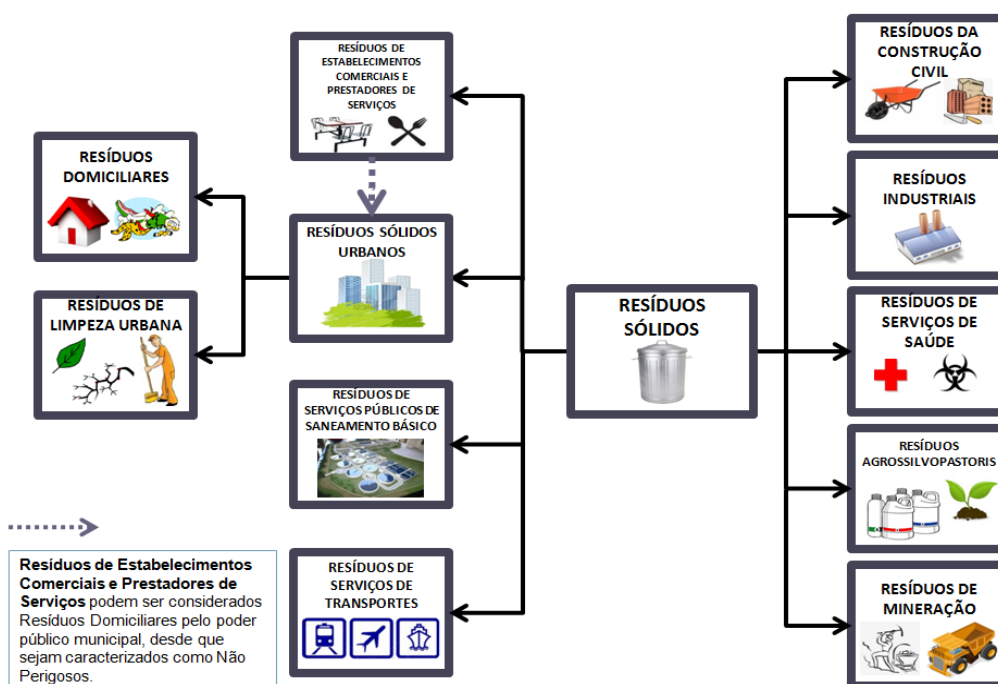 RESÍDUOS DE
ESTABELECIMENTOS
COMERCIAIS E
PRESTADORES DE
SERVIÇOS
RESÍDUOS
DOMICILIARES
RESÍDUOS SÓLIDOS
URBANOS
RESÍDUOS DE
LIMPEZA URBANA
RESÍDUOS DE
SERVIÇOS PÚBLICOS DE
SANEAMENTO BÁSICO
RESÍDUOS DE
SERVIÇOS DE
TRANSPORTES
RESÍDUOS
SÓLIDOS
RESÍDUOS DA
CONSTRUÇÃO
CIVIL
RESÍDUOS
INDUSTRIAIS
RESÍDUOS DE
SERVIÇOS DE
SAÚDE
RESÍDUOS
AGROSSILVOPASTORIS
RESÍDUOS DE
MINERAÇÃO
Resíduos de Estabelecimentos
Comerciais e Prestadores de
Serviços podem ser considerados
Resíduos Domiciliares pelo poder
público municipal, desde que
sejam caracterizados como Não
Perigosos.